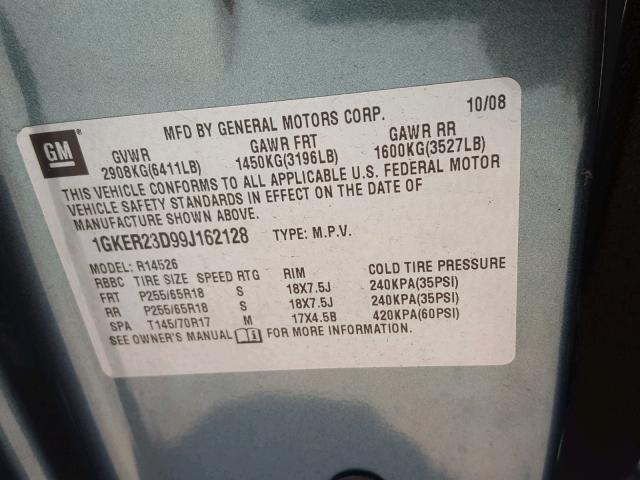 MFD BY GENERAL MOTORS CORP. 10/08
GM ®
GVWR GAWR FRT GAWR RR
2908KG(6411LB) 1450KG(3196LB) 1600KG(3527LB)
THIS VEHICLE CONFORMS TO ALL APPLICABLE U.S. FEDERAL MOTOR
VEHICLE SAFETY STANDARDS IN EFFECT ON THE DATE OF
MANUFACTURE SHOWN ABOVE.
1GKER23D99J162128 TYPE: M.P.V.
MODEL: R14526
RBBC TIRE SIZE SPEED RTG RIM COLD TIRE PRESSURE
FRT P255/65R18 S 18X7.5J 240KPA(35PSI)
RR P255/65R18 S 18X7.5J 240KPA(35PSI)
SPA T145/70R17 M 17X4.5B 420KPA(60PSI)
SEE OWNER'S MANUAL FOR MORE INFORMATION.